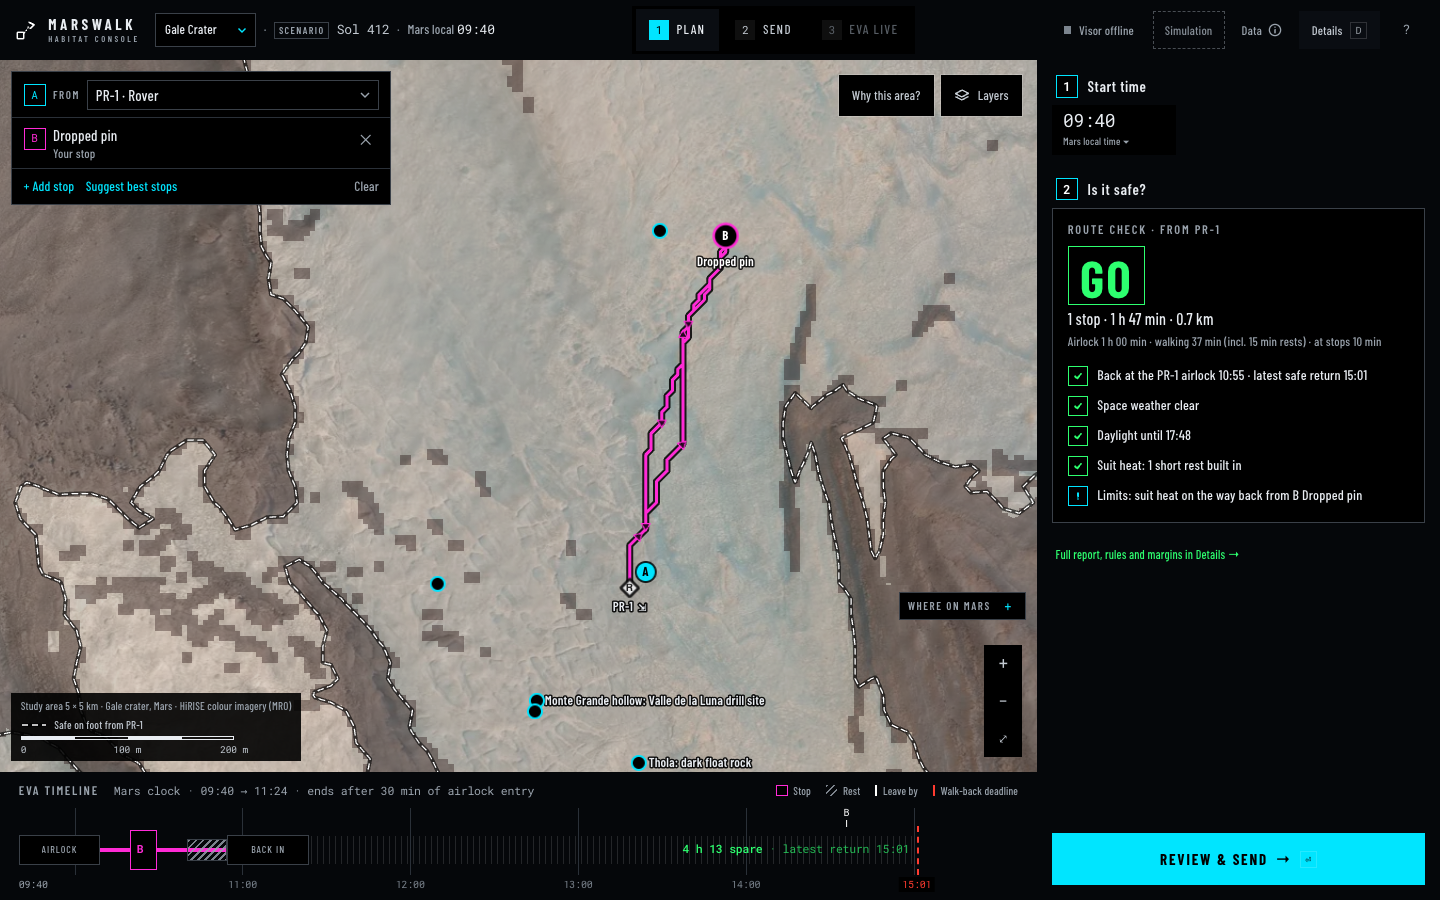 MARSWALK
HABITAT CONSOLE
Gale Crater
· SCENARIO Sol 412 · Mars local 09:40
1 PLAN
2 SEND
3 EVA LIVE
Visor offline
Simulation
Data
Details D
?
A FROM PR-1 · Rover
B Dropped pin
Your stop
+ Add stop Suggest best stops Clear
Why this area?
Layers
B
Dropped pin
A
PR-1
Monte Grande hollow: Valle de la Luna drill site
Thola: dark float rock
WHERE ON MARS +
+
−
Study area 5 × 5 km · Gale crater, Mars · HiRISE colour imagery (MRO)
Safe on foot from PR-1
0 100 m 200 m
1 Start time
09:40
Mars local time
2 Is it safe?
ROUTE CHECK · FROM PR-1
GO
1 stop · 1 h 47 min · 0.7 km
Airlock 1 h 00 min · walking 37 min (incl. 15 min rests) · at stops 10 min
Back at the PR-1 airlock 10:55 · latest safe return 15:01
Space weather clear
Daylight until 17:48
Suit heat: 1 short rest built in
! Limits: suit heat on the way back from B Dropped pin
Full report, rules and margins in Details →
REVIEW & SEND →
EVA TIMELINE Mars clock · 09:40 → 11:24 · ends after 30 min of airlock entry
Stop Rest Leave by Walk-back deadline
B
AIRLOCK B BACK IN 4 h 13 spare · latest return 15:01
09:40 11:00 12:00 13:00 14:00 15:01